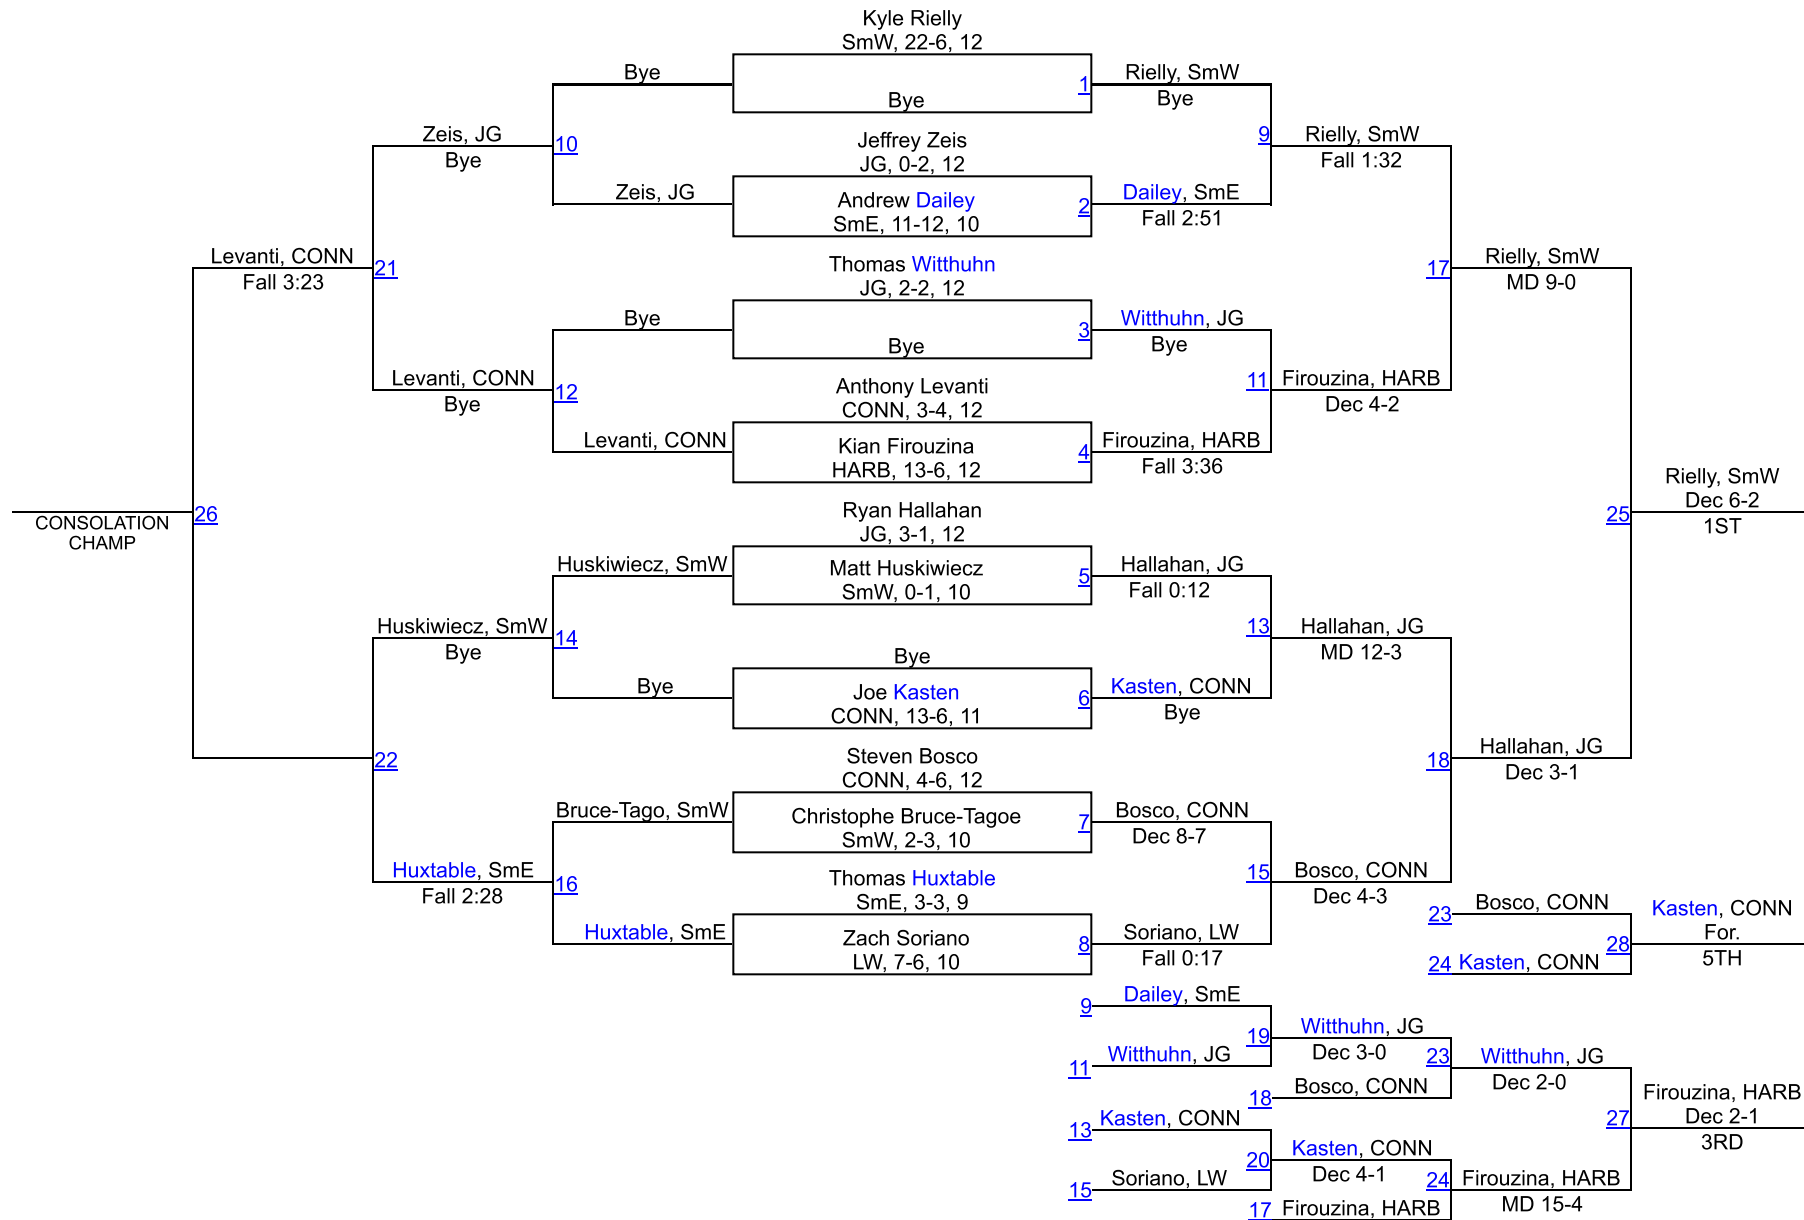 Kyle Rielly
SmW, 22-6, 12
Bye
1
Rielly, SmW
Bye
Bye
Zeis, JG
Bye
10
Jeffrey Zeis
JG, 0-2, 12
9
Rielly, SmW
Fall 1:32
Zeis, JG
Andrew Dailey
SmE, 11-12, 10
2
Dailey, SmE
Fall 2:51
Levanti, CONN
Fall 3:23
21
Thomas Witthuhn
JG, 2-2, 12
17
Rielly, SmW
MD 9-0
Bye
Bye
3
Witthuhn, JG
Bye
Levanti, CONN
Bye
12
Anthony Levanti
CONN, 3-4, 12
11
Firouzina, HARB
Dec 4-2
Levanti, CONN
Kian Firouzina
HARB, 13-6, 12
4
Firouzina, HARB
Fall 3:36
CONSOLATION
CHAMP
26
Ryan Hallahan
JG, 3-1, 12
25
Rielly, SmW
Dec 6-2
1ST
Huskiwiecz, SmW
Matt Huskiwiecz
SmW, 0-1, 10
5
Hallahan, JG
Fall 0:12
Huskiwiecz, SmW
Bye
14
Bye
13
Hallahan, JG
MD 12-3
Bye
Joe Kasten
CONN, 13-6, 11
6
Kasten, CONN
Bye
22
Steven Bosco
CONN, 4-6, 12
18
Hallahan, JG
Dec 3-1
Bruce-Tago, SmW
Christophe Bruce-Tagoe
SmW, 2-3, 10
7
Bosco, CONN
Dec 8-7
Huxtable, SmE
Fall 2:28
16
Thomas Huxtable
SmE, 3-3, 9
15
Bosco, CONN
Dec 4-3
Huxtable, SmE
Zach Soriano
LW, 7-6, 10
8
Soriano, LW
Fall 0:17
23
Bosco, CONN
24
Kasten, CONN
28
Kasten, CONN
For.
5TH
9
Dailey, SmE
11
Witthuhn, JG
19
Witthuhn, JG
Dec 3-0
18
Bosco, CONN
23
Witthuhn, JG
Dec 2-0
13
Kasten, CONN
15
Soriano, LW
20
Kasten, CONN
Dec 4-1
17
Firouzina, HARB
24
Firouzina, HARB
MD 15-4
27
Firouzina, HARB
Dec 2-1
3RD